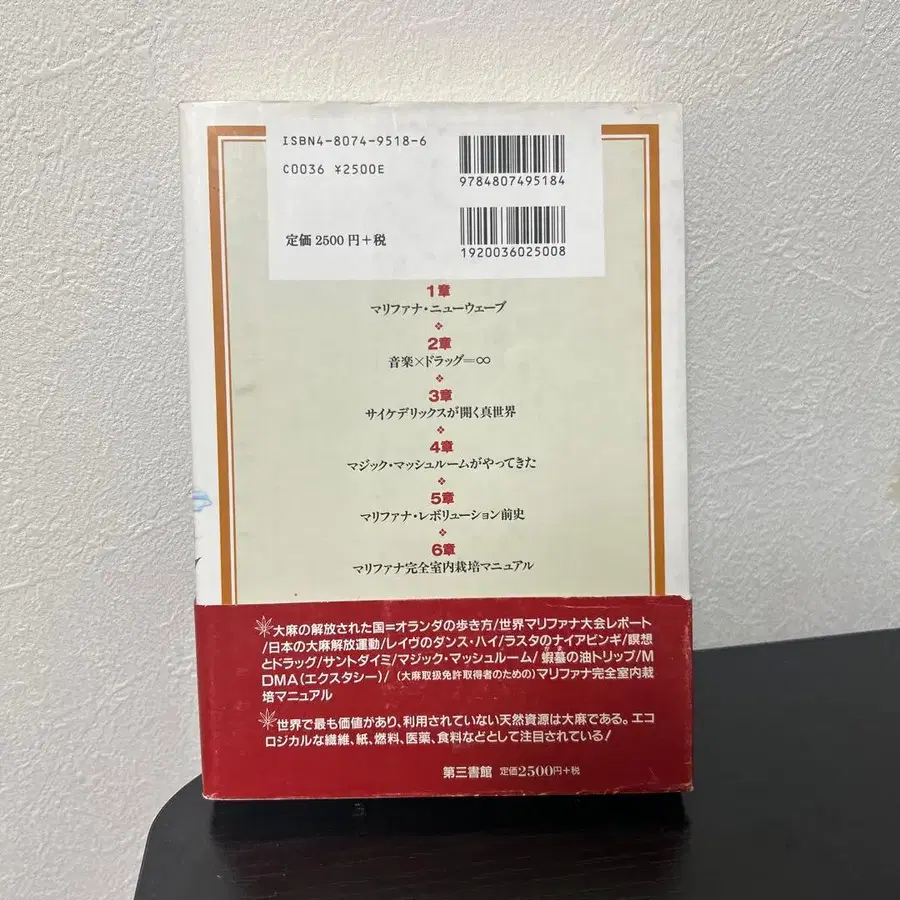 ISBN4-8074-9518-6
C0036 ¥2500E
定価 2500 円+税
9784807495184
1920036025008
1章
マリファナ・ニューウェーブ
2章
音楽×ドラッグ=∞
3章
サイケデリックスが開く真世界
4章
マジック・マッシュルームがやってきた
5章
マリファナ・レボリューション前史
6章
マリファナ完全室内栽培マニュアル
大麻の解放された国=オランダの歩き方/世界マリファナ大会レポート
/日本の大麻解放運動/レイヴのダンス・ハイ/ラスタのナイアビンギ/瞑想
とドラッグ/サントダイミ/マジック・マッシュルーム/蝦蟇の油トリップ/M
DMA(エクスタシー)/(大麻取扱免許取得者のための)マリファナ完全室内栽
培マニュアル
世界で最も価値があり、利用されていない天然資源は大麻である。エコ
ロジカルな繊維、紙、燃料、医薬、食料などとして注目されている!
第三書館 定価2500円+税